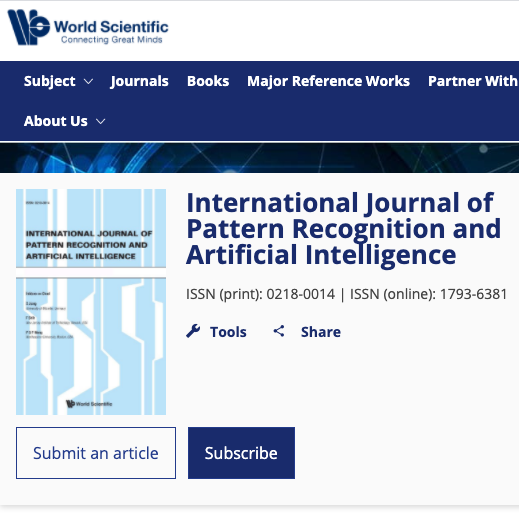 World Scientific
Connecting Great Minds
Subject
Journals
Books
Major Reference Works
Partner With
About Us
INTERNATIONAL JOURNAL OF
PATTERN RECOGNITION AND
ARTIFICIAL INTELLIGENCE
World Scientific
International Journal of
Pattern Recognition and
Artificial Intelligence
ISSN (print): 0218-0014 | ISSN (online): 1793-6381
Tools
Share
Submit an article
Subscribe